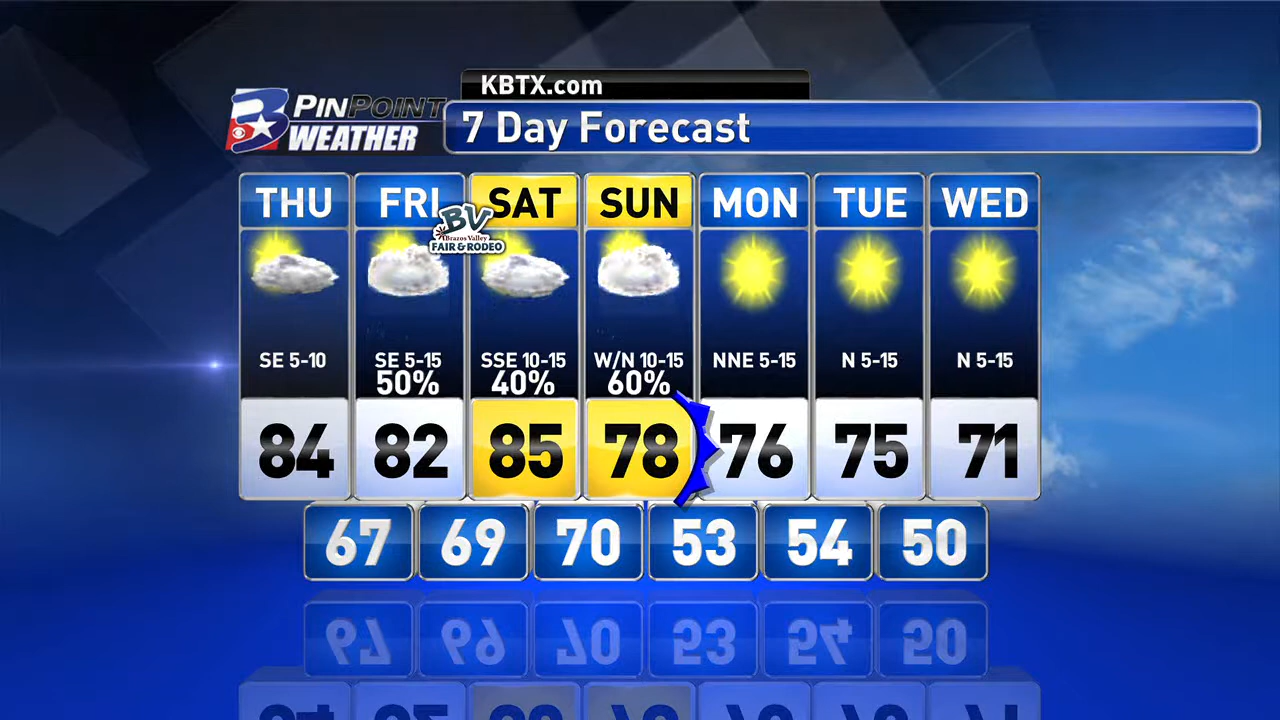 KBTX.com
PINPOINT
WEATHER
7 Day Forecast
THU FRI SAT SUN MON TUE WED
BV
Brazos Valley
FAIR & RODEO
SE 5-10 SE 5-15 SSE 10-15 W/N 10-15 NNE 5-15 N 5-15 N 5-15
50% 40% 60%
84 82 85 78 76 75 71
67 69 70 53 54 50